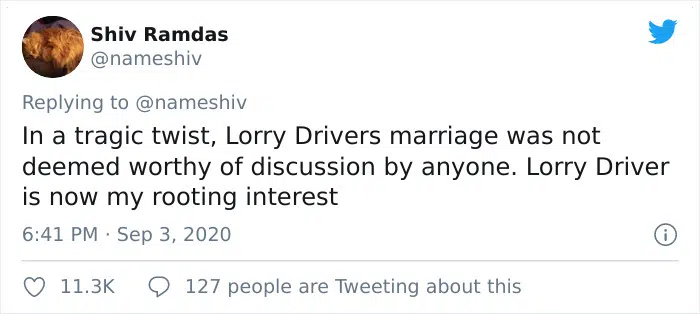 Shiv Ramdas
@nameshiv
Replying to @nameshiv
In a tragic twist, Lorry Drivers marriage was not
deemed worthy of discussion by anyone. Lorry Driver
is now my rooting interest
6:41 PM · Sep 3, 2020
11.3K 127 people are Tweeting about this